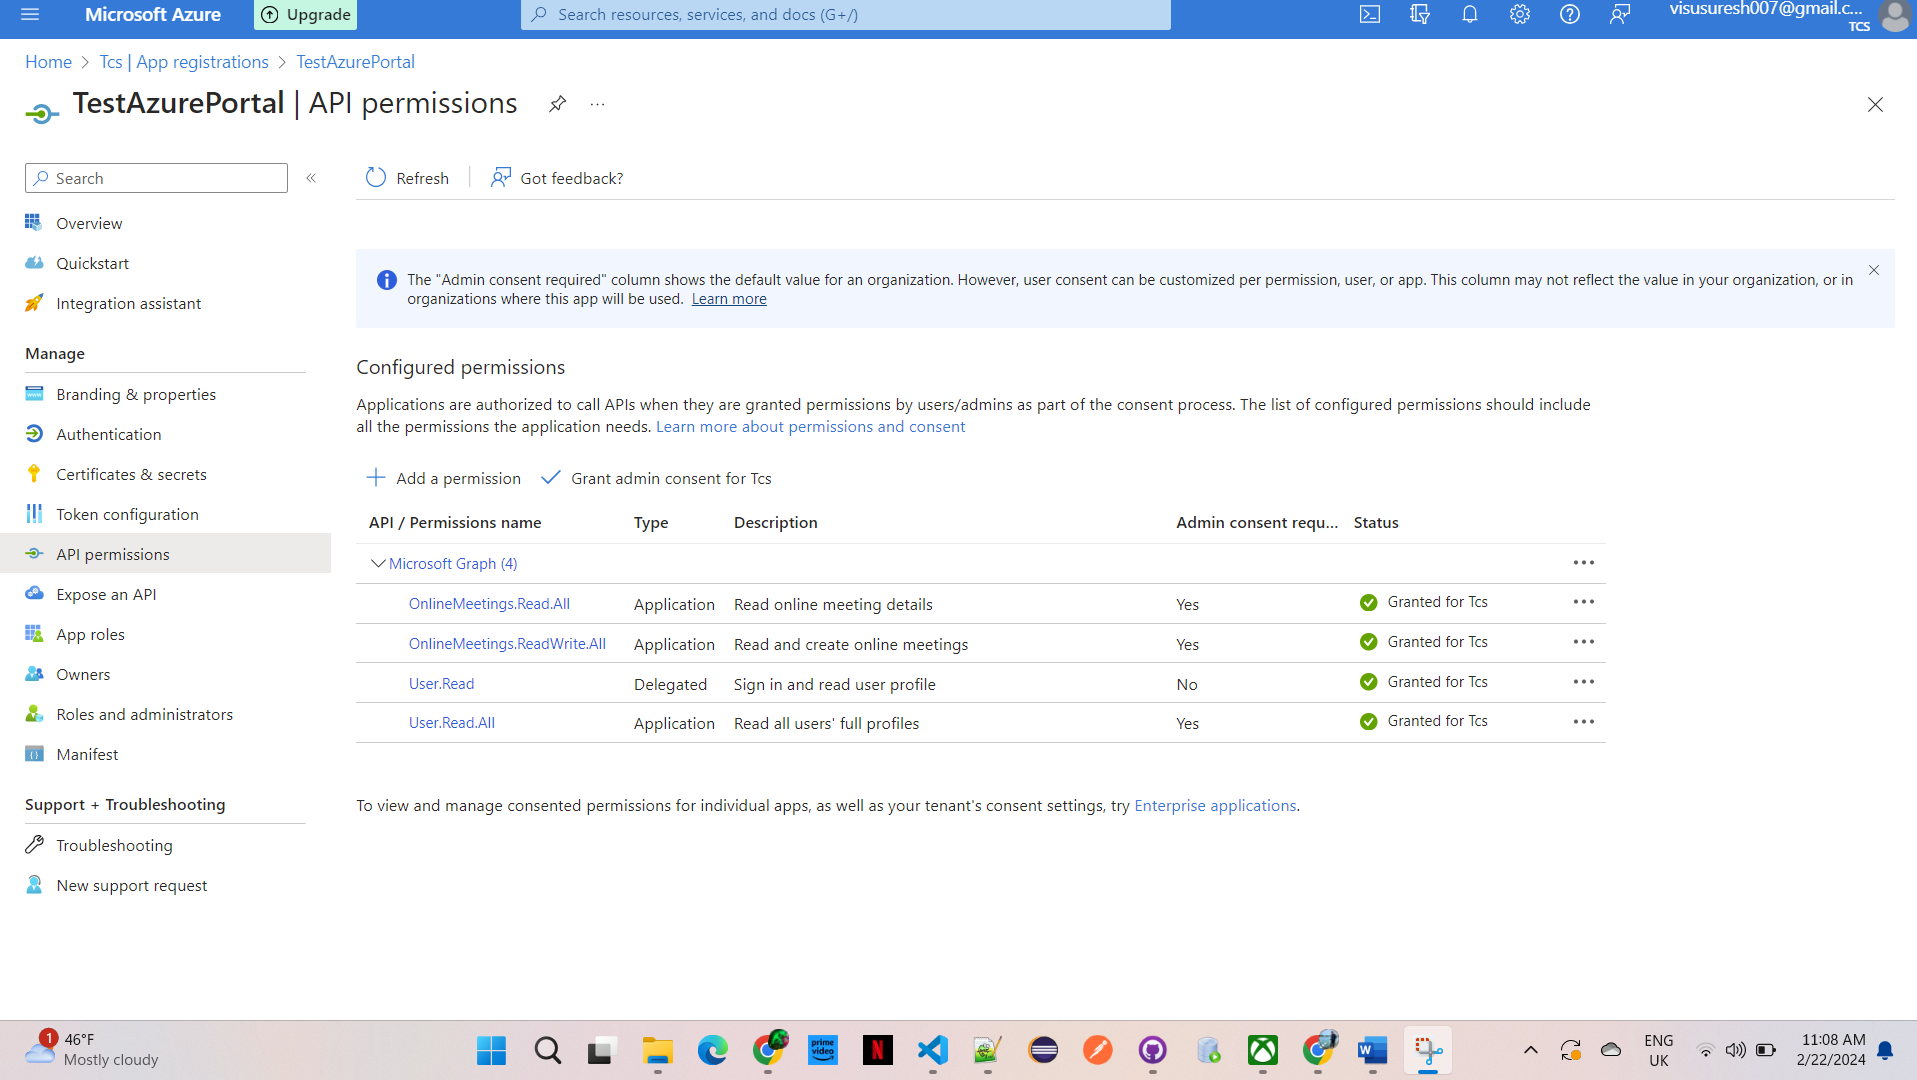 Microsoft Azure
Upgrade
Search resources, services, and docs (G+/)
visusuresh007@gmail.c...
TCS
Home > Tcs | App registrations > TestAzurePortal
TestAzurePortal | API permissions
Search
Refresh
Got feedback?
Overview
Quickstart
Integration assistant
Manage
Branding & properties
Authentication
Certificates & secrets
Token configuration
API permissions
Expose an API
App roles
Owners
Roles and administrators
Manifest
Support + Troubleshooting
Troubleshooting
New support request
The "Admin consent required" column shows the default value for an organization. However, user consent can be customized per permission, user, or app. This column may not reflect the value in your organization, or in
organizations where this app will be used. Learn more
Configured permissions
Applications are authorized to call APIs when they are granted permissions by users/admins as part of the consent process. The list of configured permissions should include
all the permissions the application needs. Learn more about permissions and consent
Add a permission
Grant admin consent for Tcs
API / Permissions name Type Description Admin consent requ... Status
Microsoft Graph (4)
OnlineMeetings.Read.All Application Read online meeting details Yes Granted for Tcs
OnlineMeetings.ReadWrite.All Application Read and create online meetings Yes Granted for Tcs
User.Read Delegated Sign in and read user profile No Granted for Tcs
User.Read.All Application Read all users' full profiles Yes Granted for Tcs
To view and manage consented permissions for individual apps, as well as your tenant's consent settings, try Enterprise applications.
1
46°F
Mostly cloudy
prime
video
N
W
ENG
UK
11:08 AM
2/22/2024